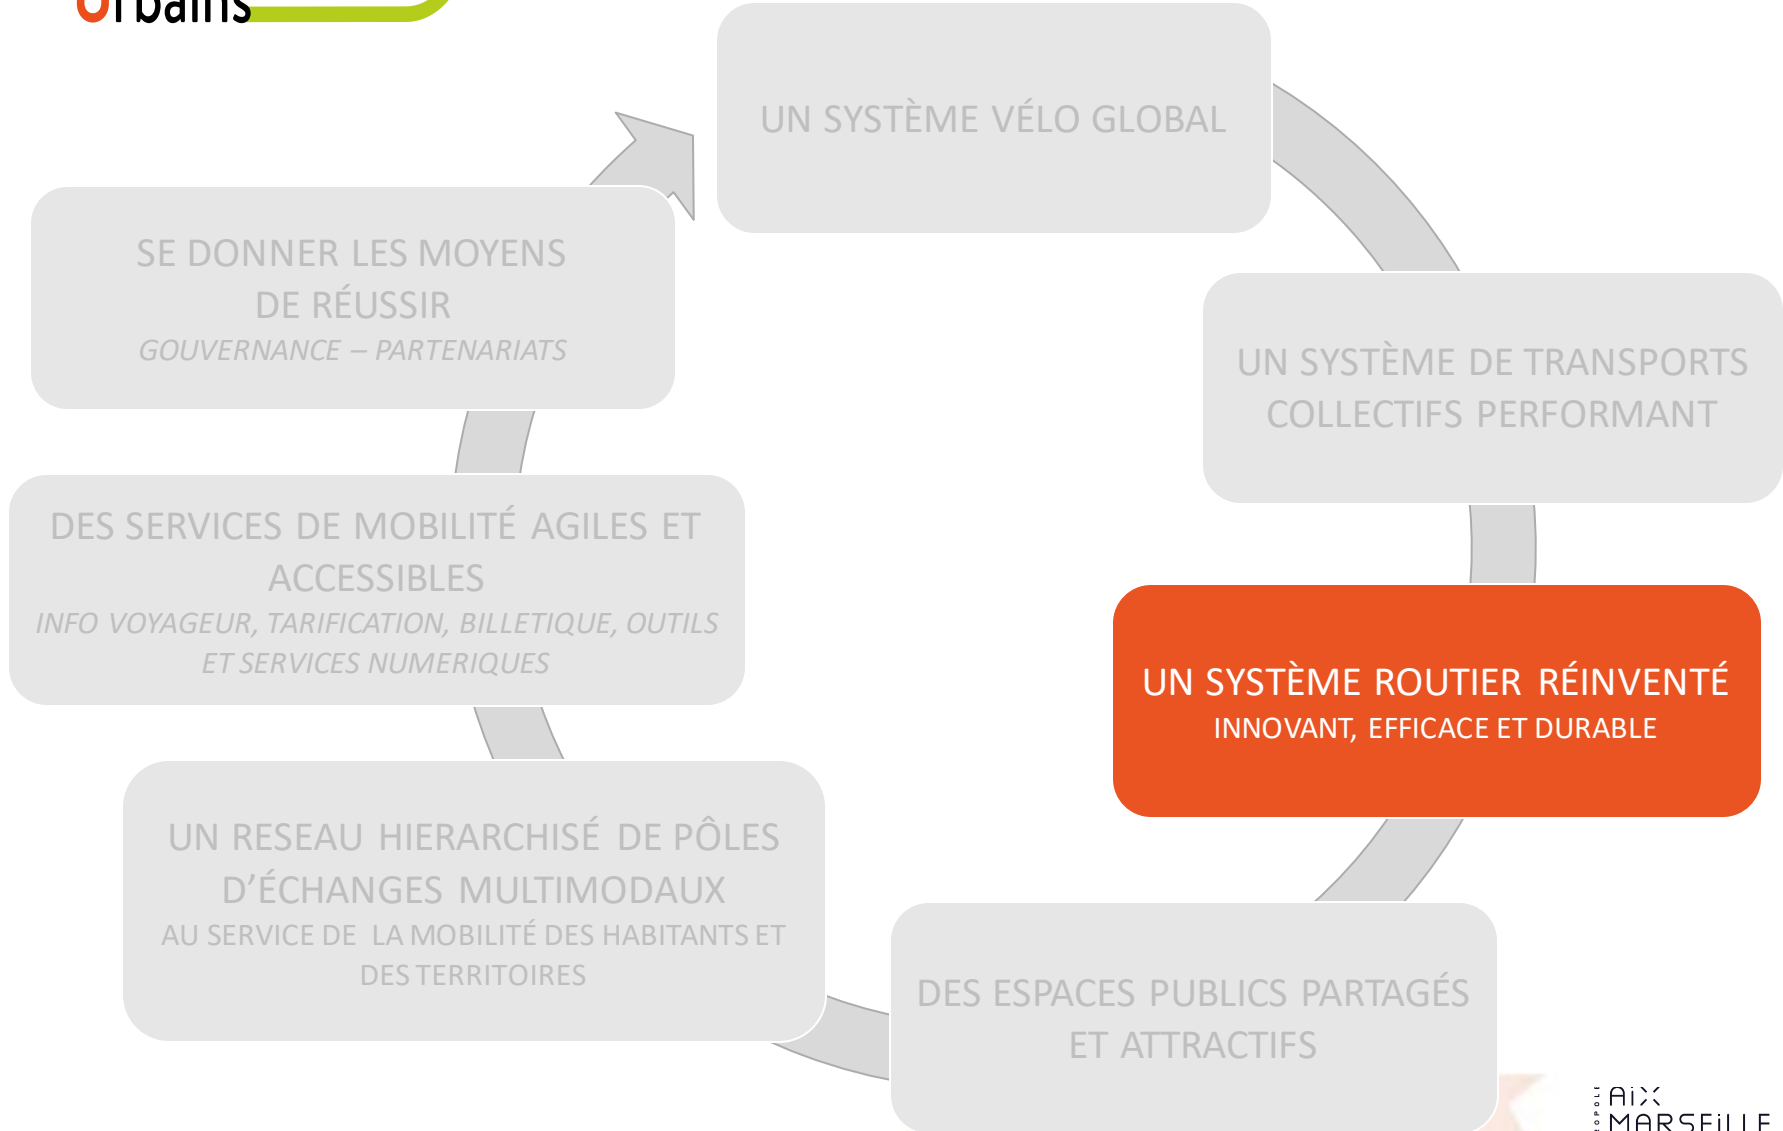 Urbains
UN SYSTÈME VÉLO GLOBAL
SE DONNER LES MOYENS
DE RÉUSSIR
GOUVERNANCE – PARTENARIATS
UN SYSTÈME DE TRANSPORTS
COLLECTIFS PERFORMANT
DES SERVICES DE MOBILITÉ AGILES ET
ACCESSIBLES
INFO VOYAGEUR, TARIFICATION, BILLETIQUE, OUTILS
ET SERVICES NUMERIQUES
UN SYSTÈME ROUTIER RÉINVENTÉ
INNOVANT, EFFICACE ET DURABLE
UN RESEAU HIERARCHISÉ DE PÔLES
D’ÉCHANGES MULTIMODAUX
AU SERVICE DE LA MOBILITÉ DES HABITANTS ET
DES TERRITOIRES
DES ESPACES PUBLICS PARTAGÉS
ET ATTRACTIFS
AiX
MARSEiLLE